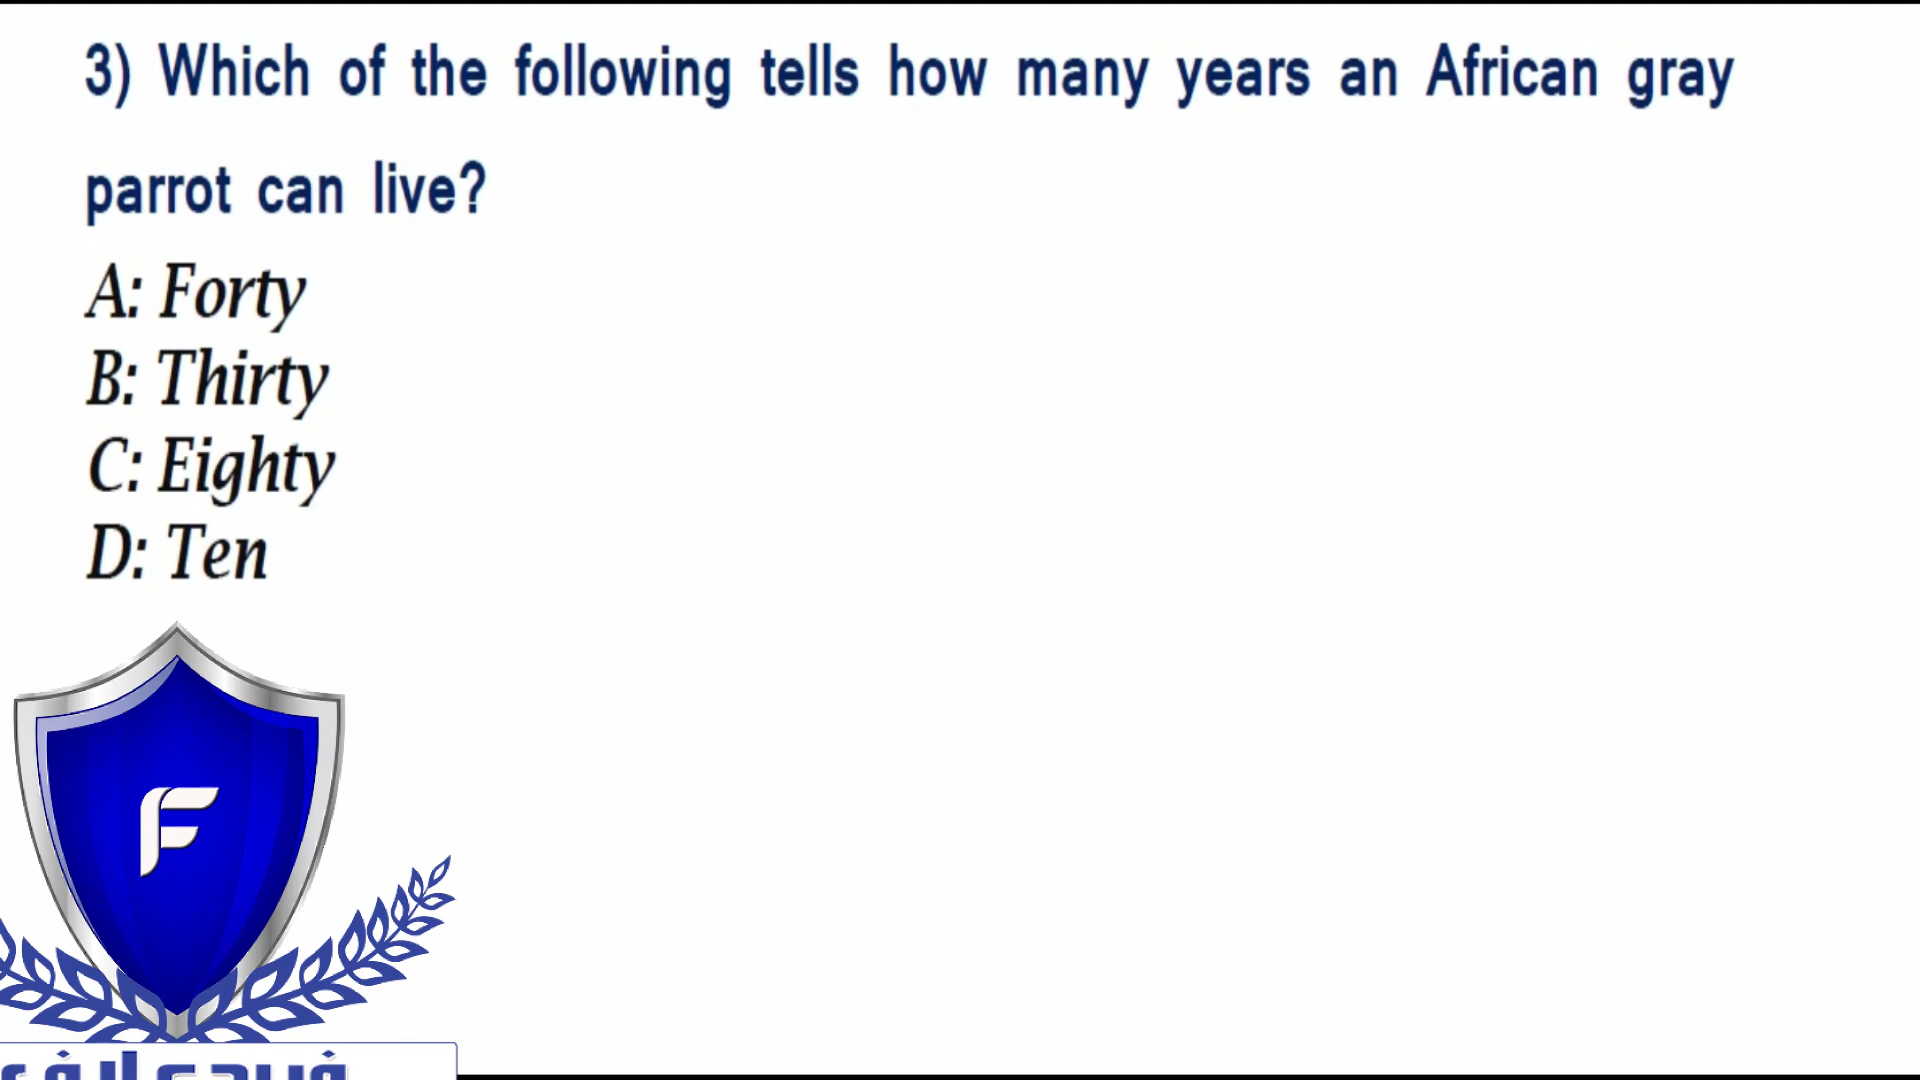 3) Which of the following tells how many years an African gray
parrot can live?
A: Forty
B: Thirty
C: Eighty
D: Ten
F